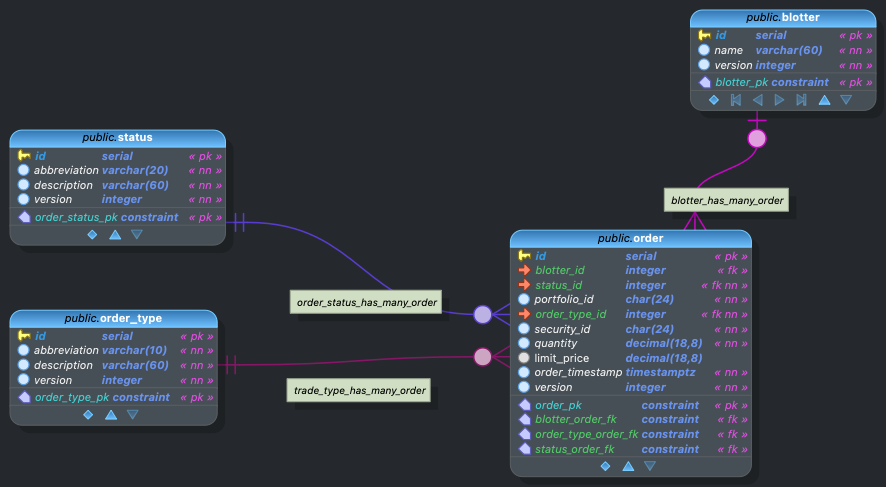 public.blotter
id serial « pk »
name varchar(60) « nn »
version integer « nn »
blotter_pk constraint « pk »
public.status
id serial « pk »
abbreviation varchar(20) « nn »
description varchar(60) « nn »
version integer « nn »
order_status_pk constraint « pk »
blotter_has_many_order
public.order
id serial « pk »
blotter_id integer « fk »
status_id integer « fk nn »
portfolio_id char(24) « nn »
order_type_id integer « fk nn »
security_id char(24) « nn »
quantity decimal(18,8) « nn »
limit_price decimal(18,8)
order_timestamp timestamptz « nn »
version integer « nn »
order_pk constraint « pk »
blotter_order_fk constraint « fk »
order_type_order_fk constraint « fk »
status_order_fk constraint « fk »
order_status_has_many_order
public.order_type
id serial « pk »
abbreviation varchar(10) « nn »
description varchar(60) « nn »
version integer « nn »
order_type_pk constraint « pk »
trade_type_has_many_order